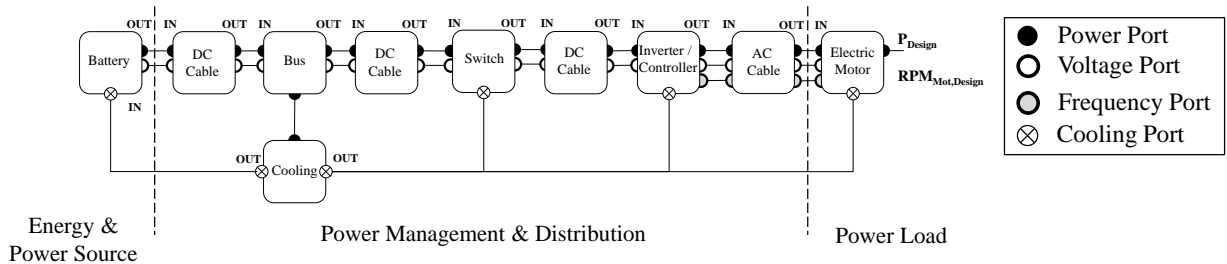 OUT IN OUT IN OUT IN OUT IN OUT IN OUT IN OUT IN OUT IN
Battery
DC
Cable
Bus
DC
Cable
Switch
DC
Cable
Inverter /
Controller
AC
Cable
Electric
Motor
P_Design
RPM_Mot,Design
IN
OUT
OUT
Cooling
Energy &
Power Source
Power Management & Distribution
Power Load
Power Port
Voltage Port
Frequency Port
Cooling Port